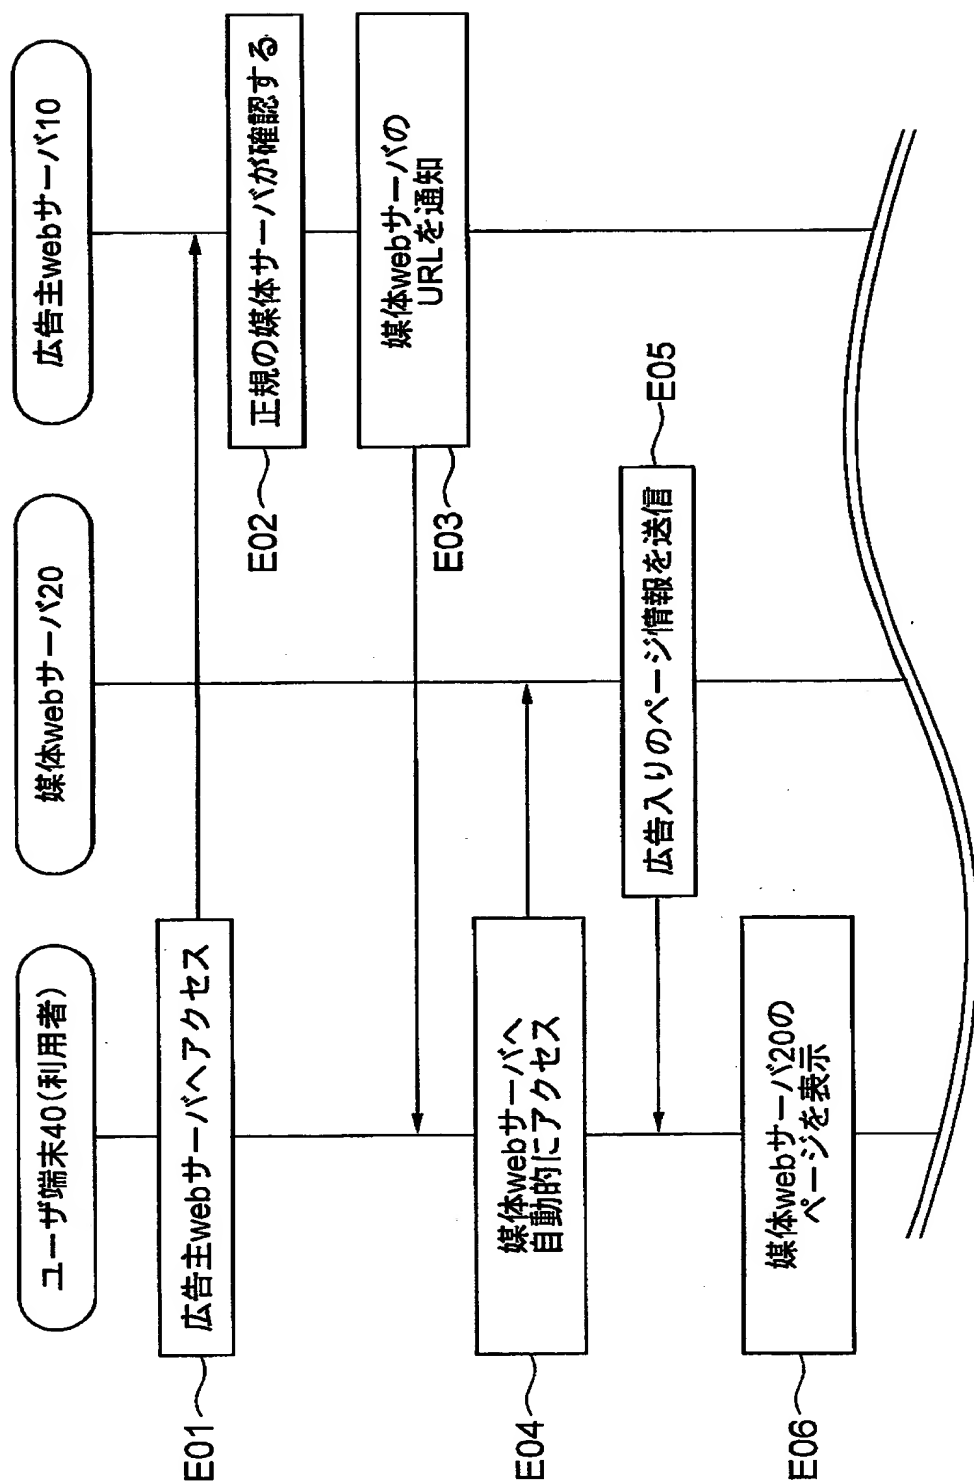 ユーザ端末40(利用者)
媒体webサーバ20
広告主webサーバ10
E01
広告主webサーバへアクセス
E02
正規の媒体サーバが確認する
E03
媒体webサーバの
URLを通知
E04
媒体webサーバへ
自動的にアクセス
広告入りのページ情報を送信
E05
E06
媒体webサーバ20の
ページを表示